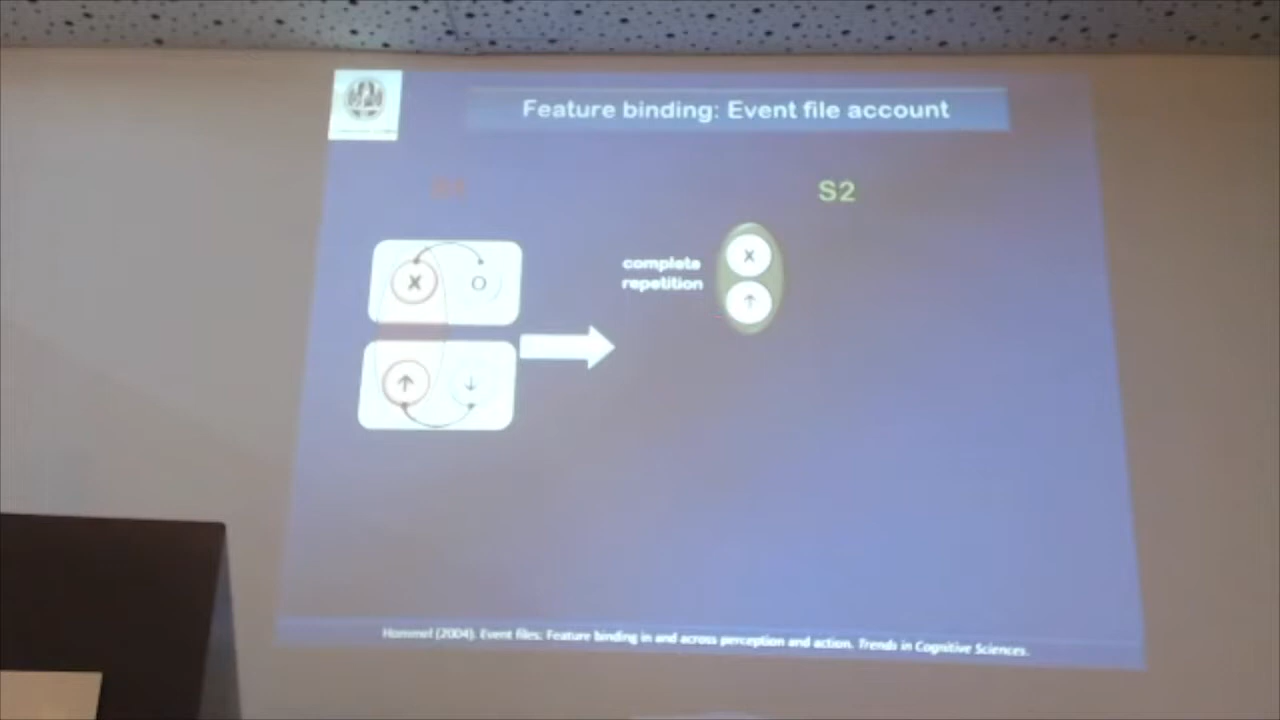 Feature binding: Event file account
S2
X O
complete
repetition
X
↑
↑ ↓
Hommel (2004). Event files: Feature binding in and across perception and action. Trends in Cognitive Sciences.